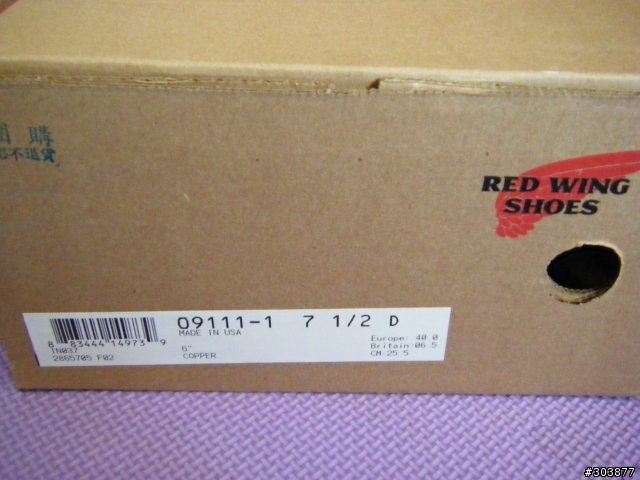 購
不退貨
RED WING
SHOES
09111-1 7 1/2 D
MADE IN USA
8 83444 14973 9
1N037
2865705 F02
6"
COPPER
Europe: 40 0
Britain 06 5
CM:25.5
#303877